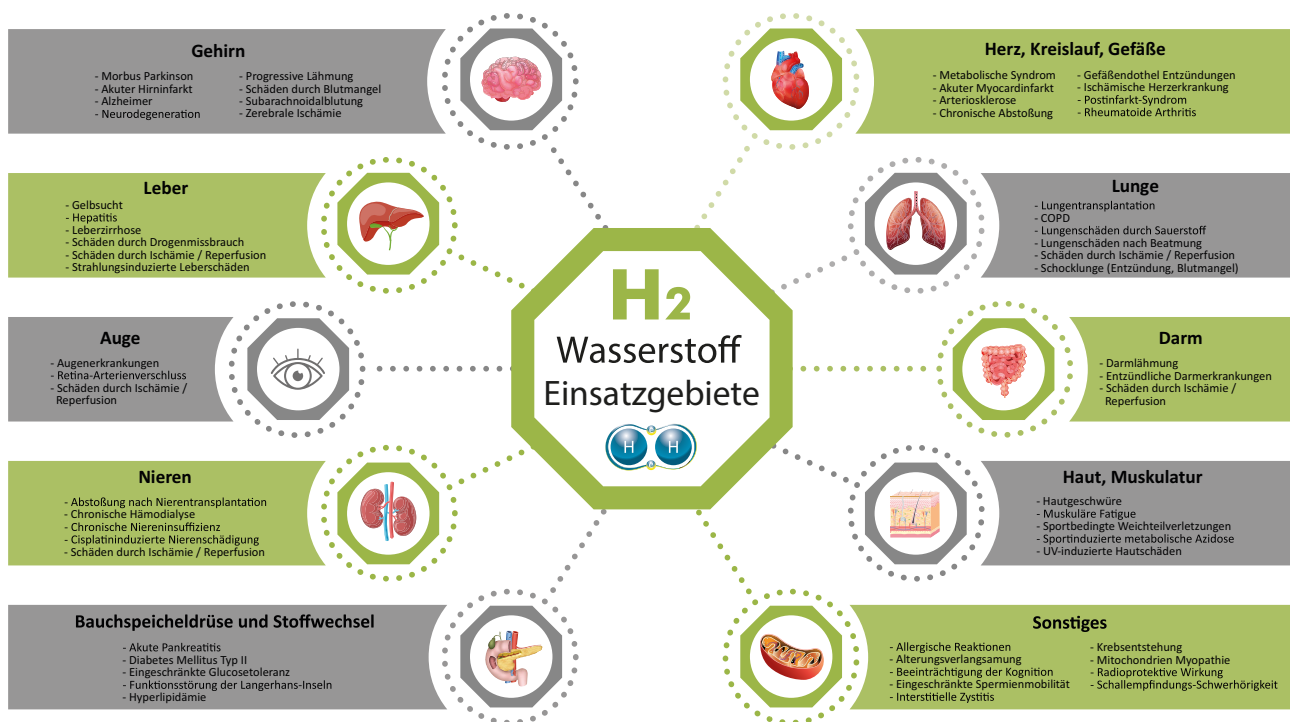 Gehirn
- Morbus Parkinson
- Akuter Hirninfarkt
- Alzheimer
- Neurodegeneration
- Progressive Lähmung
- Schäden durch Blutmangel
- Subarachnoidalblutung
- Zerebrale Ischämie
Herz, Kreislauf, Gefäße
- Metabolische Syndrom
- Akuter Myocardinfarkt
- Arteriosklerose
- Chronische Abstoßung
- Gefäßendothel Entzündungen
- Ischämische Herzerkrankung
- Postinfarkt-Syndrom
- Rheumatoide Arthritis
Leber
- Gelbsucht
- Hepatitis
- Leberzirrhose
- Schäden durch Drogenmissbrauch
- Schäden durch Ischämie / Reperfusion
- Strahlungsinduzierte Leberschäden
Lunge
- Lungentransplantation
- COPD
- Lungenschäden durch Sauerstoff
- Lungenschäden nach Beatmung
- Schäden durch Ischämie / Reperfusion
- Schocklunge (Entzündung, Blutmangel)
H2
Wasserstoff
Einsatzgebiete
H H
Auge
- Augenerkrankungen
- Retina-Arterienverschluss
- Schäden durch Ischämie /
Reperfusion
Darm
- Darmlähmung
- Entzündliche Darmerkrankungen
- Schäden durch Ischämie /
Reperfusion
Nieren
- Abstoßung nach Nierentransplantation
- Chronische Hämodialyse
- Chronische Niereninsuffizienz
- Cisplatininduzierte Nierenschädigung
- Schäden durch Ischämie / Reperfusion
Haut, Muskulatur
- Hautgeschwüre
- Muskuläre Fatigue
- Sportbedingte Weichteilverletzungen
- Sportinduzierte metabolische Azidose
- UV-induzierte Hautschäden
Bauchspeicheldrüse und Stoffwechsel
- Akute Pankreatitis
- Diabetes Mellitus Typ II
- Eingeschränkte Glucosetoleranz
- Funktionsstörung der Langerhans-Inseln
- Hyperlipidämie
Sonstiges
- Allergische Reaktionen
- Alterungsverlangsamung
- Beeinträchtigung der Kognition
- Eingeschränkte Spermienmobilität
- Interstitielle Zystitis
- Krebsentstehung
- Mitochondrien Myopathie
- Radioprotektive Wirkung
- Schallempfindungs-Schwerhörigkeit